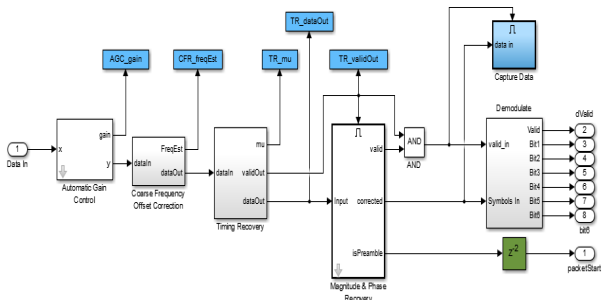 TR_dataOut
AGC_gain
CFR_freqEst
TR_mu
TR_validOut
data in
Capture Data
Demodulate
dValid
1
Data In
x
gain
y
Automatic Gain
Control
dataIn
FreqEst
dataOut
Coarse Frequency
Offset Correction
dataIn
mu
validOut
dataOut
Timing Recovery
Input
valid
corrected
isPreamble
Magnitude & Phase
Recovery
AND
AND
valid_in
Symbols In
Valid
Bit1
Bit2
Bit3
Bit4
Bit5
Bit6
2
3
4
5
6
7
8
bit6
Z-2
1
packetStart